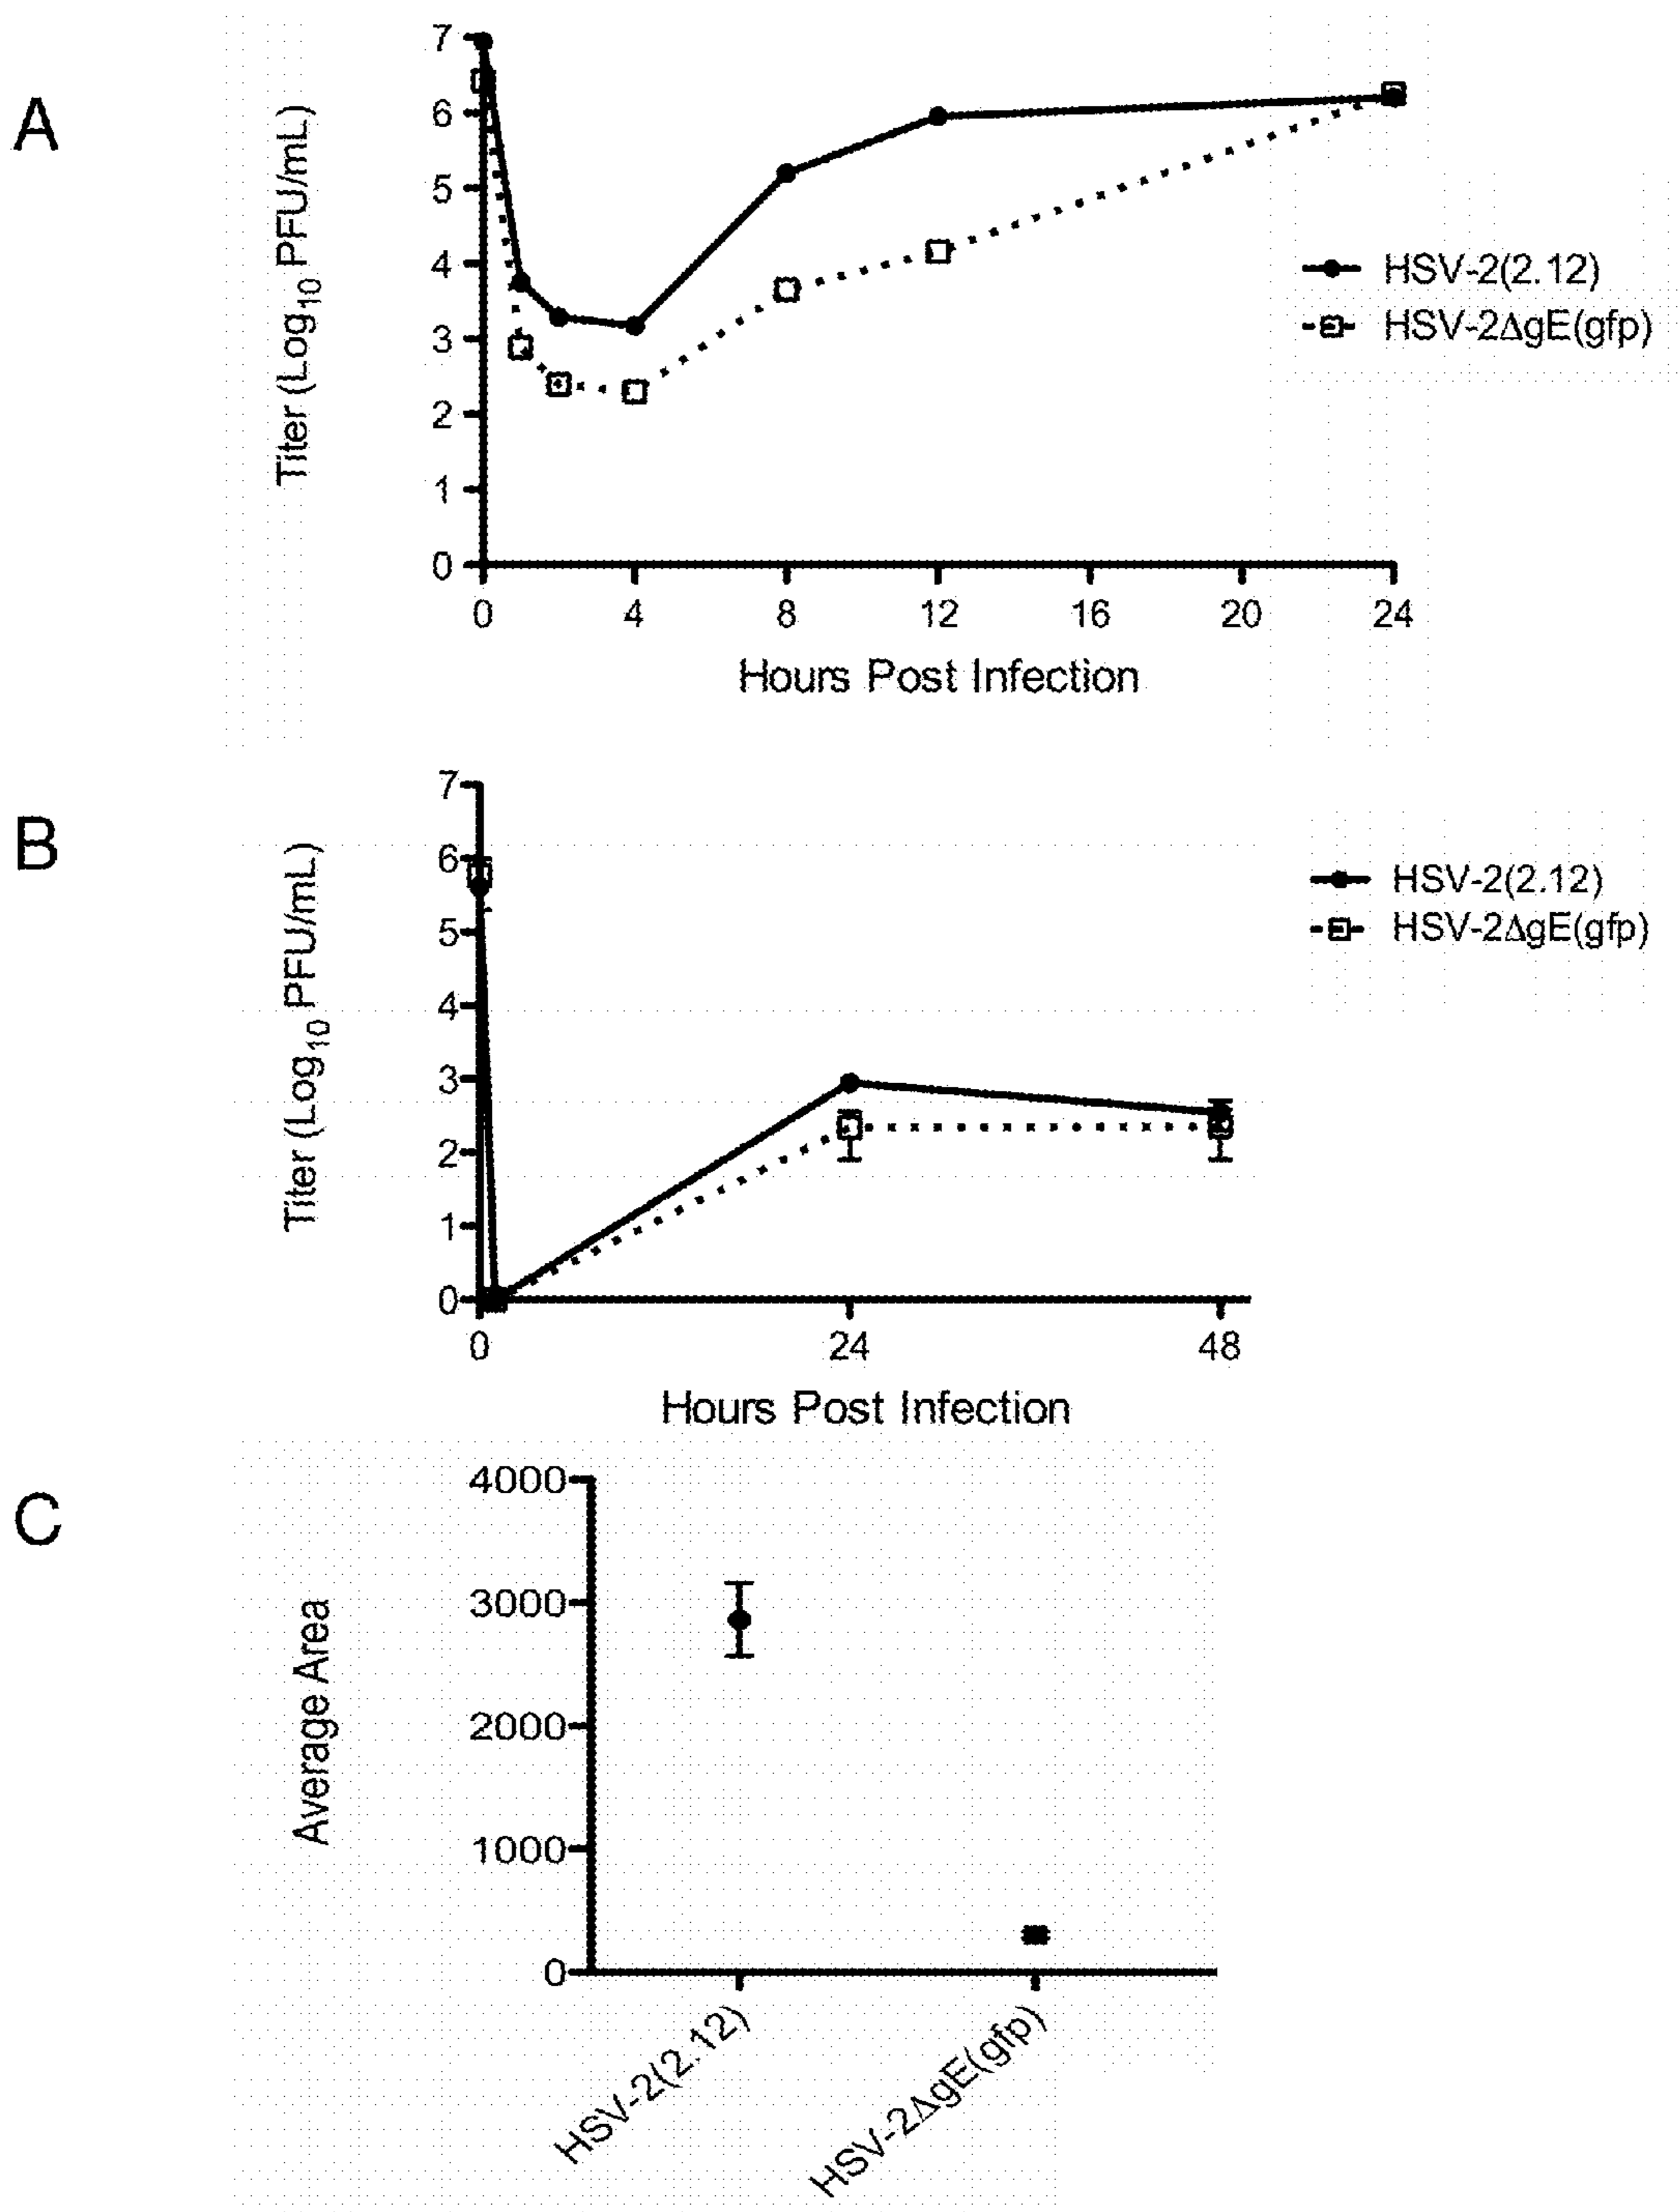 A
Titer (Log10 PFU/mL)
7
6
5
4
3
2
1
0
0 4 8 12 16 20 24
Hours Post Infection
HSV-2(2.12)
HSV-2ΔgE(gfp)
B
Titer (Log10 PFU/mL)
7
6
5
4
3
2
1
0
0 24 48
Hours Post Infection
HSV-2(2.12)
HSV-2ΔgE(gfp)
C
Average Area
4000
3000
2000
1000
0
HSV-2(2.12)
HSV-2ΔgE(gfp)